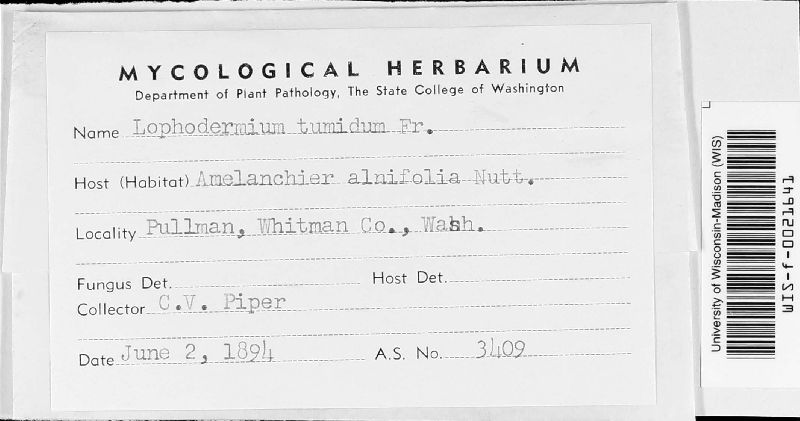 MYCOLOGICAL HERBARIUM
Department of Plant Pathology, The State College of Washington
Name Lophodermium tumidum Fr.
Host (Habitat) Amelanchier alnifolia Nutt.
Locality Pullman, Whitman Co., Wash.
Fungus Det. Host Det.
Collector C.V. Piper
Date June 2, 1894 A.S. No. 3409
University of Wisconsin-Madison (WIS)
WIS-f-0021641